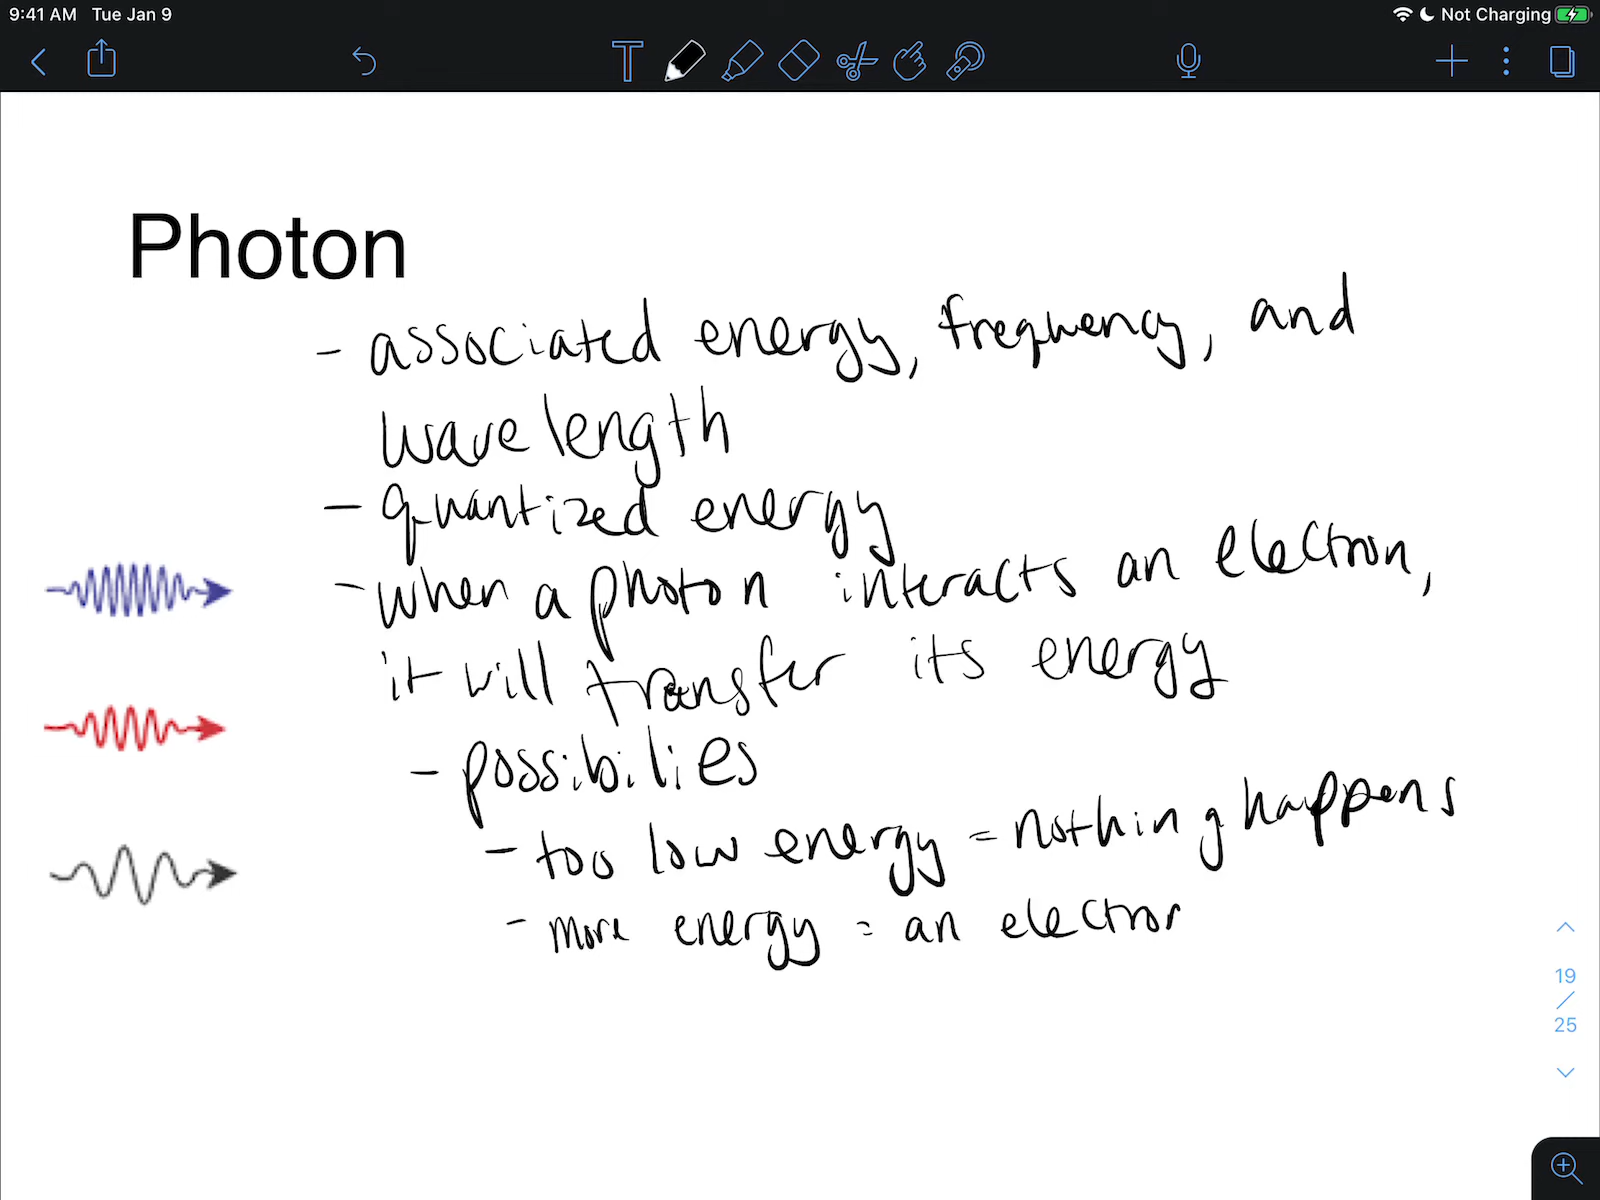 9:41 AM Tue Jan 9
Not Charging
T
Photon
- associated energy, frequency, and
wavelength
- quantized energy
- when a photon interacts an electron,
it will transfer its energy
- possibilies
- too low energy = nothing happens
- more energy = an electror
19
/
25